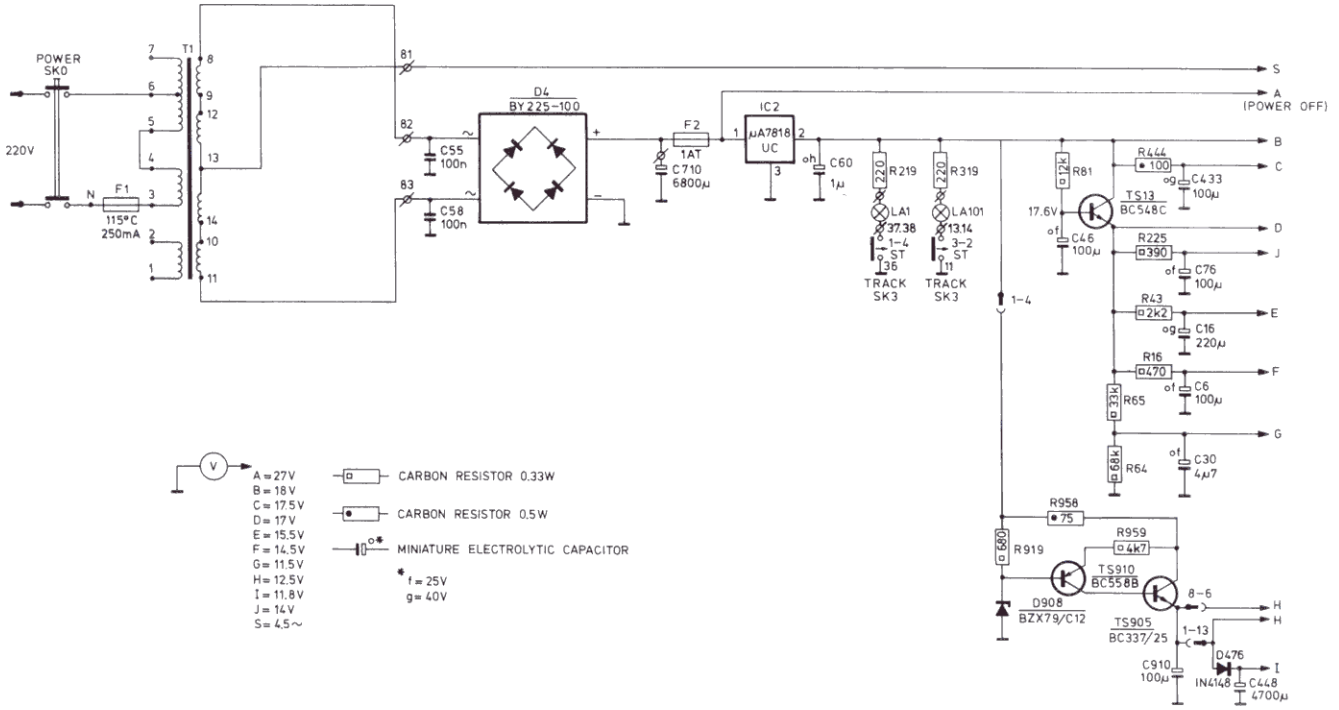 POWER
SK0
220V
N
F1
115°C
250mA
T1
7
6
5
4
3
2
1
8
9
12
13
14
10
11
81
82
83
~
C55
100n
~
C58
100n
D4
BY225-100
+
−
F2
1AT
C710
6800μ
IC2
1
μA7818
UC
2
3
oh
C60
1μ
220
R219
LA1
37.38
1-4
ST
36
TRACK
SK3
220
R319
LA101
13.14
3-2
ST
11
TRACK
SK3
1-4
12k
R81
17.6V
of
C46
100μ
TS13
BC548C
R444
100
og
C433
100μ
R225
390
of
C76
100μ
R43
2k2
og
C16
220μ
R16
470
of
C6
100μ
33k
R65
68k
R64
of
C30
4μ7
S
A
(POWER OFF)
B
C
D
J
E
F
G
R958
75
680
R919
R959
4k7
TS910
BC558B
D908
BZX79/C12
TS905
BC337/25
8-6
H
1-13
H
D476
IN4148
I
C910
100μ
C448
4700μ
V
A = 27V
B = 18V
C = 17.5V
D = 17V
E = 15.5V
F = 14.5V
G = 11.5V
H = 12.5V
I = 11.8V
J = 14V
S = 4.5~
CARBON RESISTOR 0.33W
CARBON RESISTOR 0.5W
o*
MINIATURE ELECTROLYTIC CAPACITOR
* f = 25V
g = 40V